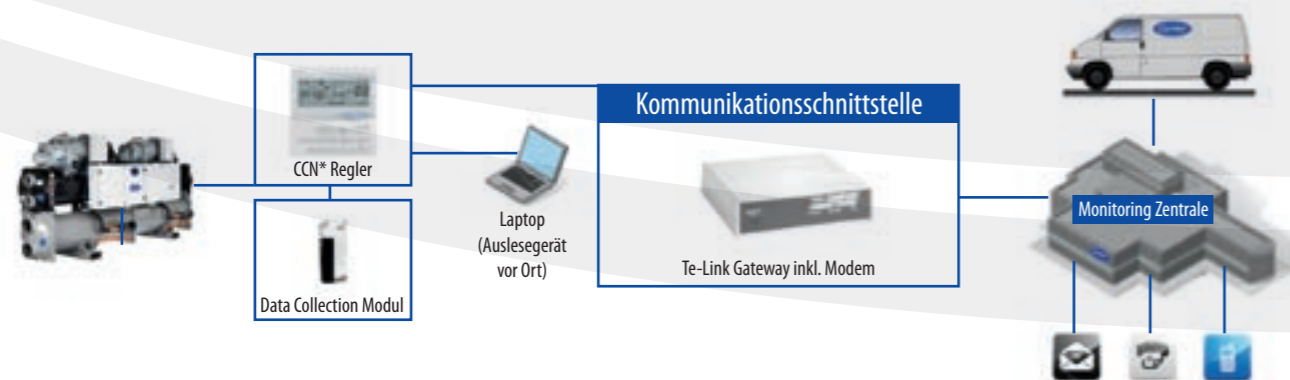 CCN* Regler
Data Collection Modul
Laptop
(Auslesegerät
vor Ort)
Kommunikationsschnittstelle
Te-Link Gateway inkl. Modem
Monitoring Zentrale